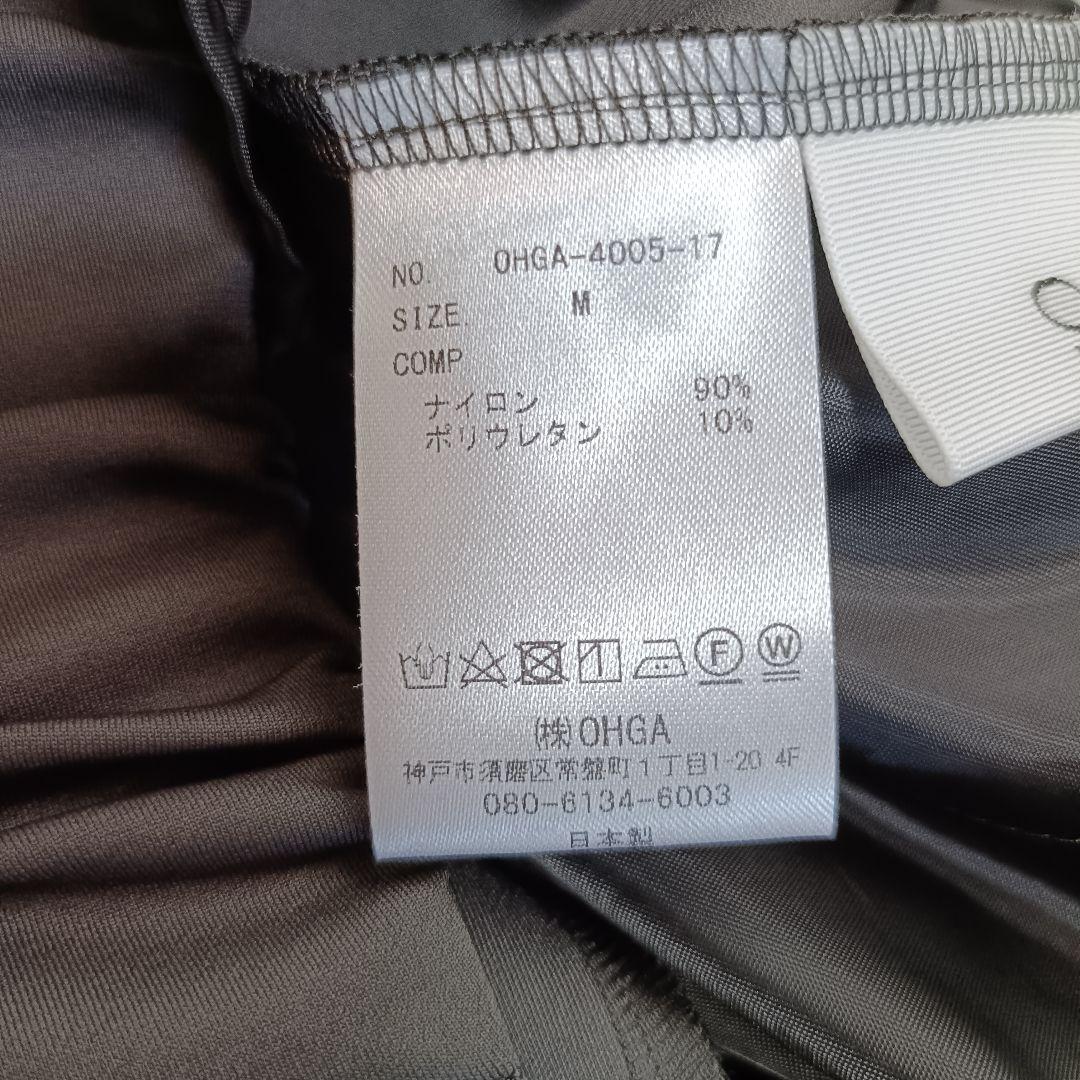 NO. OHGA-4005-17
SIZE. M
COMP
ナイロン 90%
ポリウレタン 10%
F W
㈱OHGA
神戸市須磨区常盤町1丁目1-20 4F
080-6134-6003
日本製